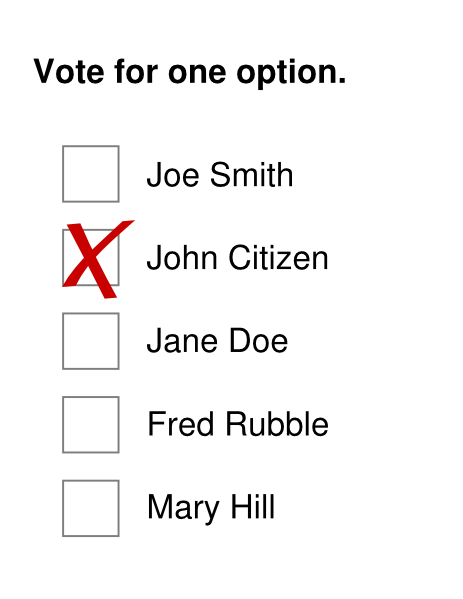 Vote for one option.
Joe Smith
John Citizen
Jane Doe
Fred Rubble
Mary Hill